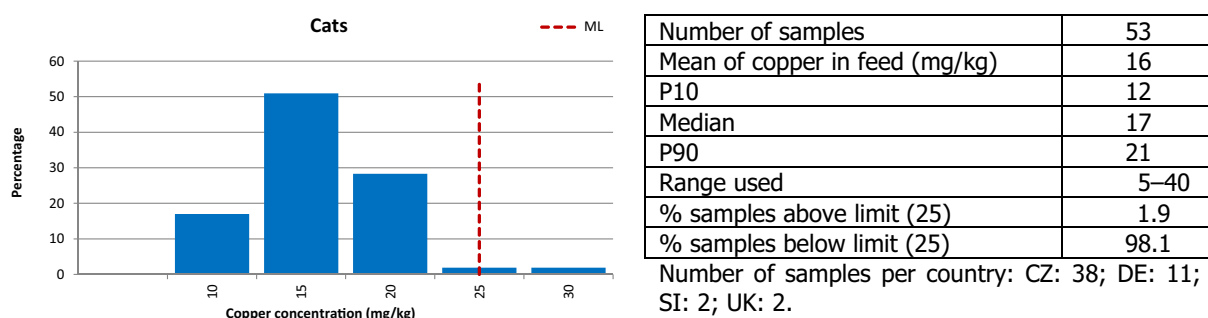 Cats
ML
60
50
40
30
20
10
0
Percentage
10
15
20
25
30
Copper concentration (mg/kg)
Number of samples 53
Mean of copper in feed (mg/kg) 16
P10 12
Median 17
P90 21
Range used 5–40
% samples above limit (25) 1.9
% samples below limit (25) 98.1
Number of samples per country: CZ: 38; DE: 11;
SI: 2; UK: 2.